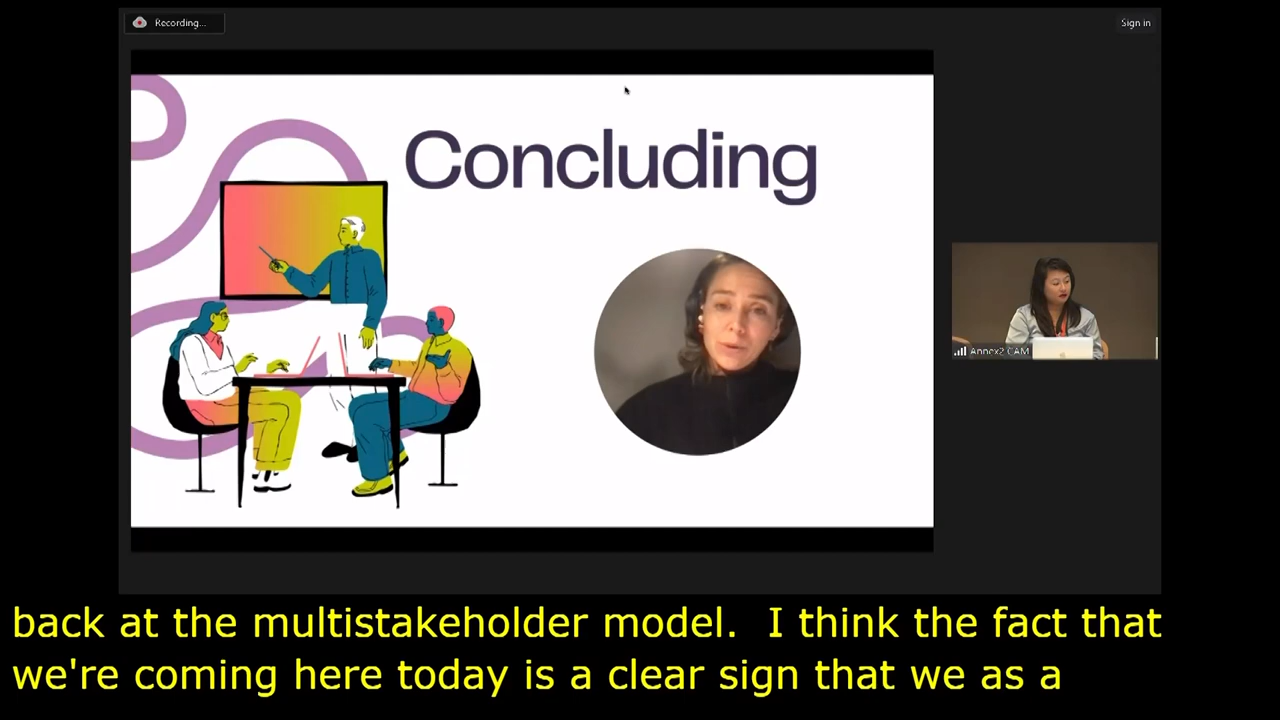 Recording...
Sign in
Concluding
Annex2 CAM
back at the multistakeholder model.  I think the fact that
we're coming here today is a clear sign that we as a